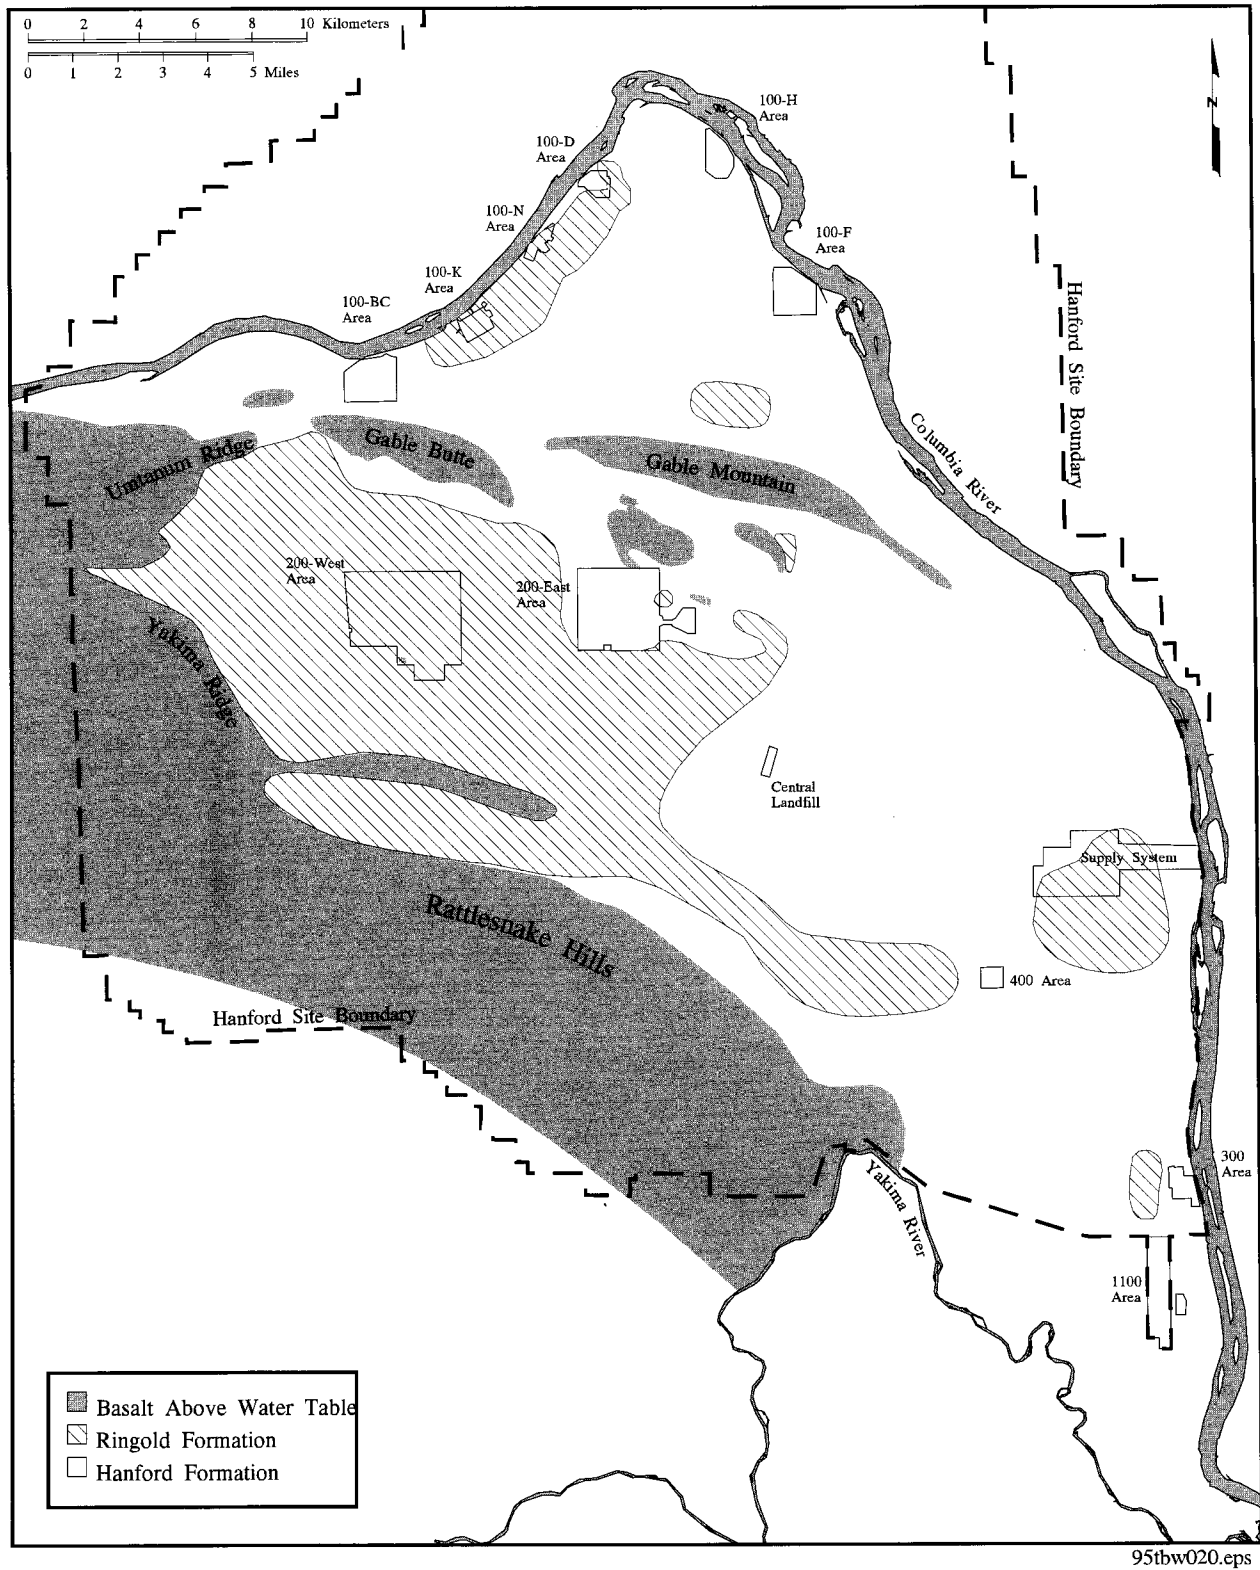 0 2 4 6 8 10 Kilometers
0 1 2 3 4 5 Miles
N
100-H
Area
100-D
Area
100-N
Area
100-F
Area
100-K
Area
100-BC
Area
Hanford Site Boundary
Columbia River
Umtanum Ridge
Gable Butte
Gable Mountain
200-West
Area
200-East
Area
Yakima Ridge
Central
Landfill
Supply System
Rattlesnake Hills
400 Area
Hanford Site Boundary
300
Area
Yakima River
1100
Area
Basalt Above Water Table
Ringold Formation
Hanford Formation
95tbw020.eps